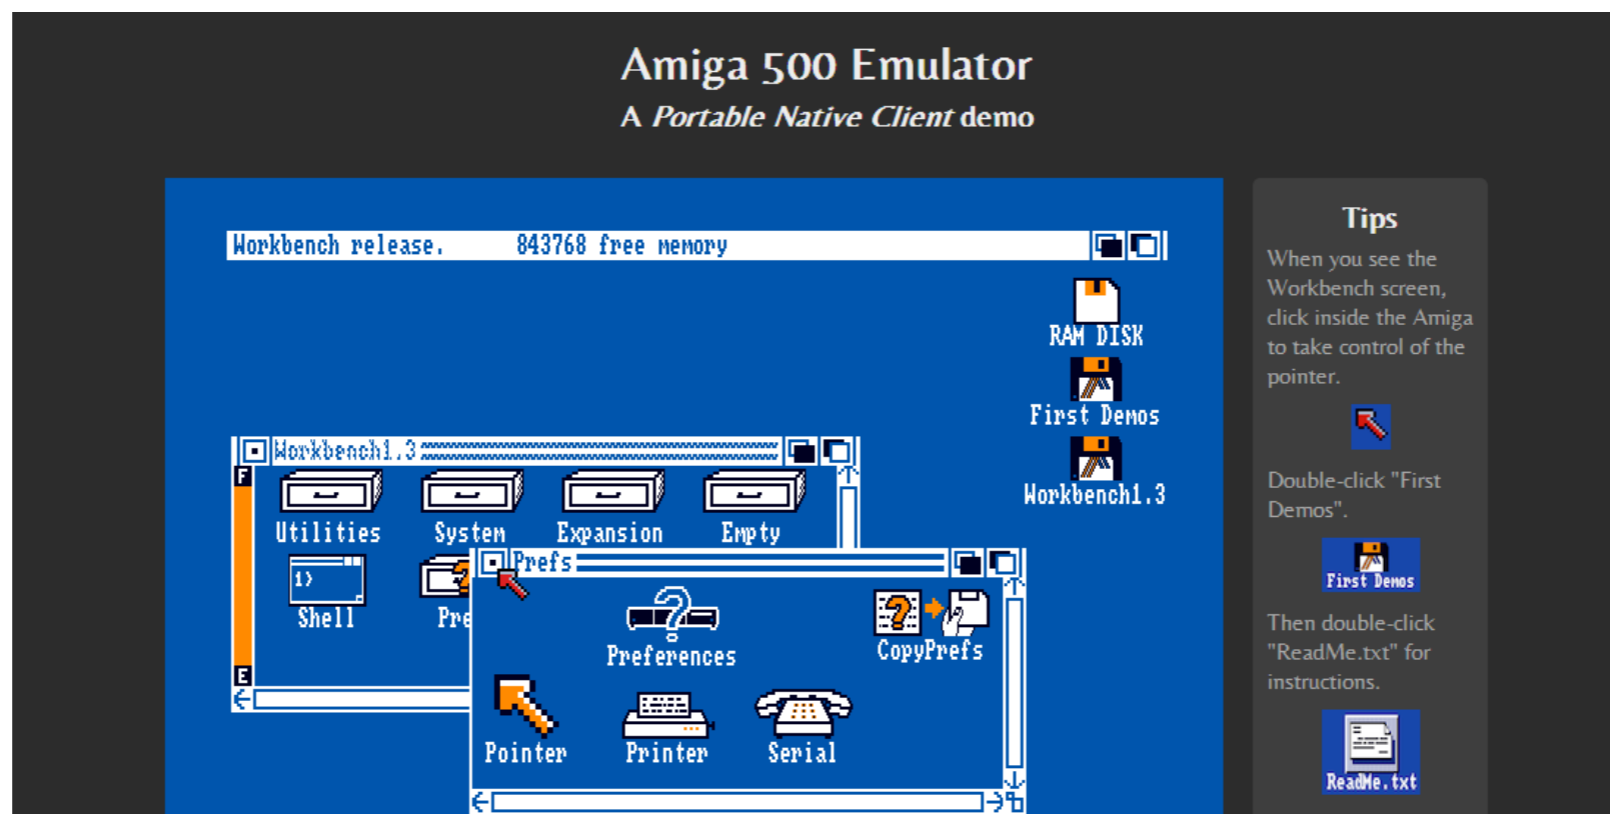 Amiga 500 Emulator
A Portable Native Client demo
Workbench release. 843768 free memory
RAM DISK
First Demos
Workbench1.3
Workbench1.3
F
Utilities System Expansion Empty
1>
Shell Pre
E
Prefs
?
Preferences
?
CopyPrefs
Pointer Printer Serial
Tips
When you see the
Workbench screen,
click inside the Amiga
to take control of the
pointer.
Double-click "First
Demos".
First Demos
Then double-click
"ReadMe.txt" for
instructions.
ReadMe.txt